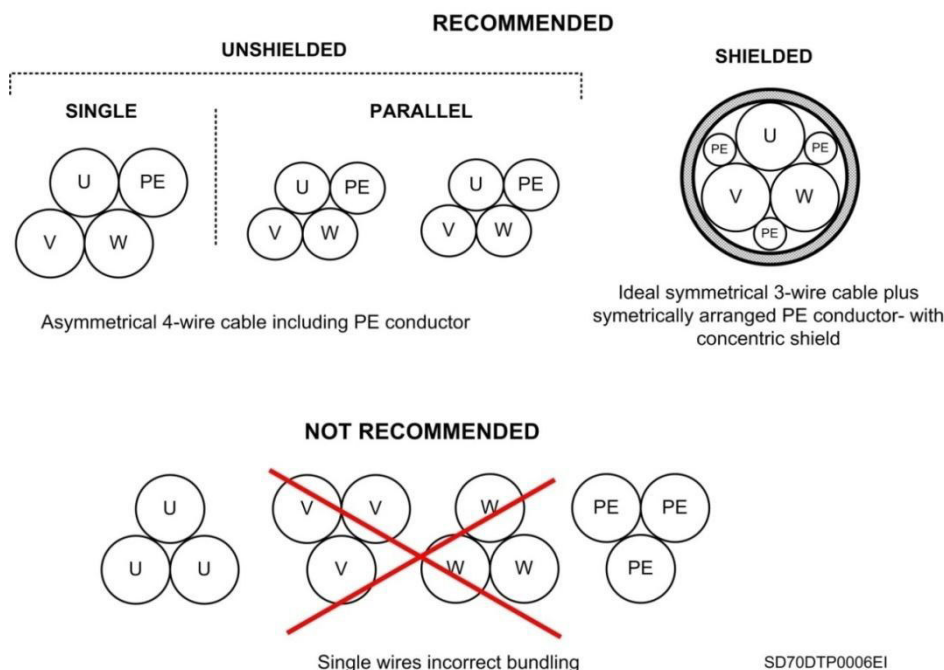 RECOMMENDED
UNSHIELDED
SHIELDED
SINGLE
PARALLEL
U PE
V W
U PE
V W
U PE
V W
U
PE PE
V W
PE
Asymmetrical 4-wire cable including PE conductor
Ideal symmetrical 3-wire cable plus
symetrically arranged PE conductor- with
concentric shield
NOT RECOMMENDED
U
U U
V V
V
W
W W
PE PE
PE
Single wires incorrect bundling
SD70DTP0006EI